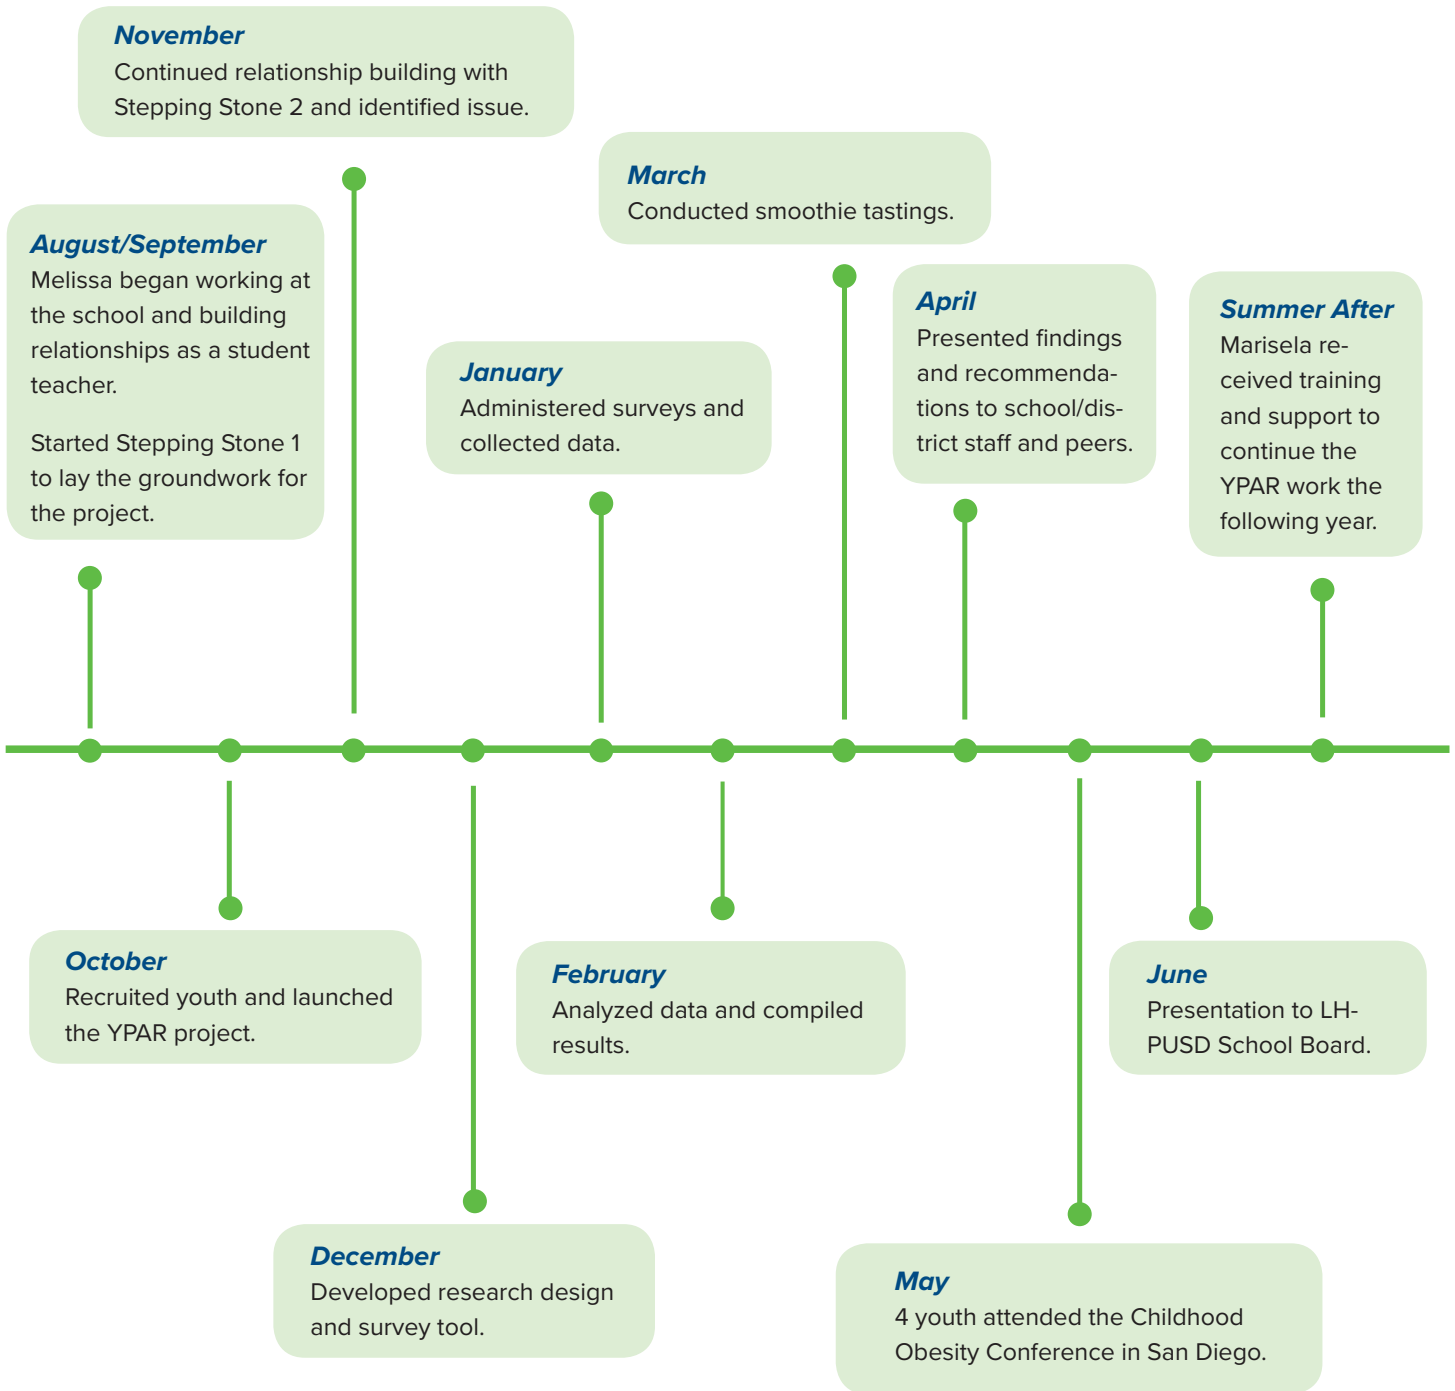 November
Continued relationship building with
Stepping Stone 2 and identified issue.
March
Conducted smoothie tastings.
August/September
Melissa began working at
the school and building
relationships as a student
teacher.
Started Stepping Stone 1
to lay the groundwork for
the project.
January
Administered surveys and
collected data.
April
Presented findings
and recommenda-
tions to school/dis-
trict staff and peers.
Summer After
Marisela re-
ceived training
and support to
continue the
YPAR work the
following year.
October
Recruited youth and launched
the YPAR project.
February
Analyzed data and compiled
results.
June
Presentation to LH-
PUSD School Board.
December
Developed research design
and survey tool.
May
4 youth attended the Childhood
Obesity Conference in San Diego.